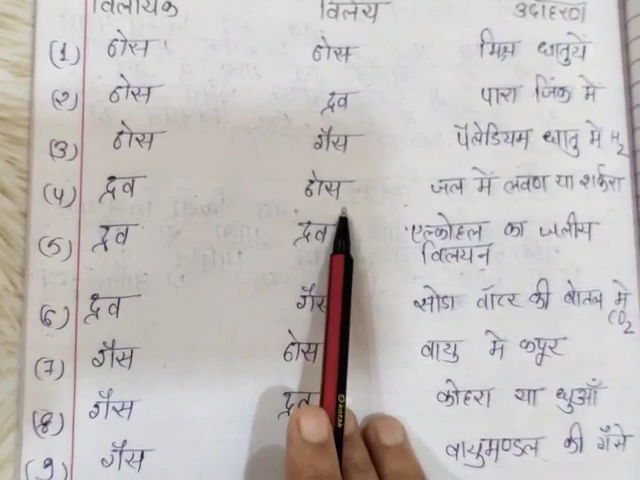 विलायक विलेय उदाहरण
(1) ठोस ठोस मिश्र धातुयें
(2) ठोस द्रव पारा जिंक में
(3) ठोस गैस पैलेडियम धातु में H2
(4) द्रव ठोस जल में लवण या शर्करा
(5) द्रव द्रव एल्कोहल का जलीय
विलयन
(6) द्रव गैस सोडा वॉटर की बोतल में
CO2
(7) गैस ठोस वायु में कपूर
(8) गैस द्रव कोहरा या धुआँ
(9) गैस वायुमण्डल की गैसें